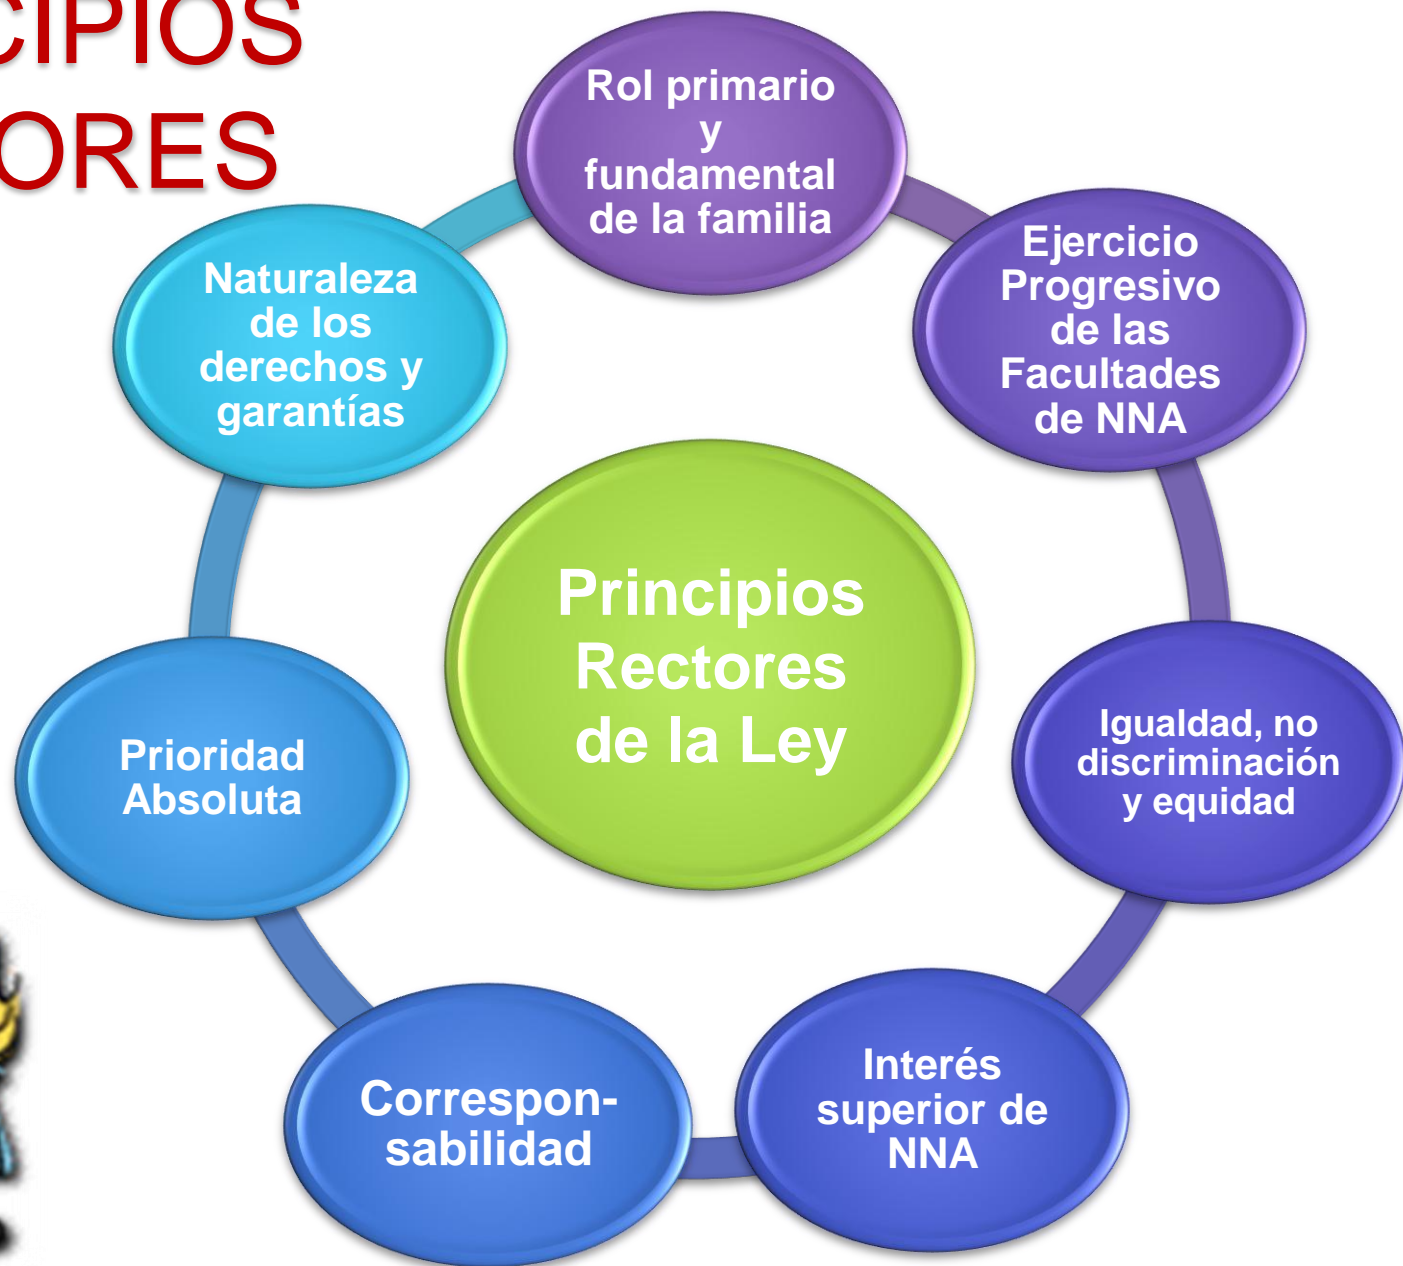 CIPIOS
ORES
Rol primario
y
fundamental
de la familia
Ejercicio
Progresivo
de las
Facultades
de NNA
Igualdad, no
discriminación
y equidad
Interés
superior de
NNA
Correspon-
sabilidad
Prioridad
Absoluta
Naturaleza
de los
derechos y
garantías
Principios
Rectores
de la Ley